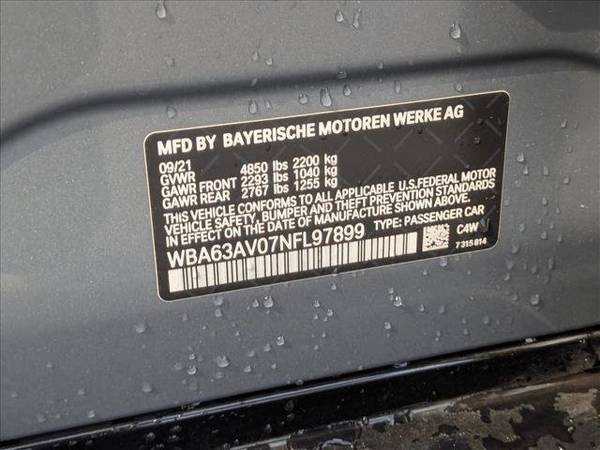 MFD BY BAYERISCHE MOTOREN WERKE AG
09/21
GVWR 4850 lbs 2200 kg
GAWR FRONT 2293 lbs 1040 kg
GAWR REAR 2767 lbs 1255 kg
THIS VEHICLE CONFORMS TO ALL APPLICABLE U.S.FEDERAL MOTOR
VEHICLE SAFETY, BUMPER AND THEFT PREVENTION STANDARDS
IN EFFECT ON THE DATE OF MANUFACTURE SHOWN ABOVE.
WBA63AV07NFL97899 TYPE: PASSENGER CAR
C4W
7315814